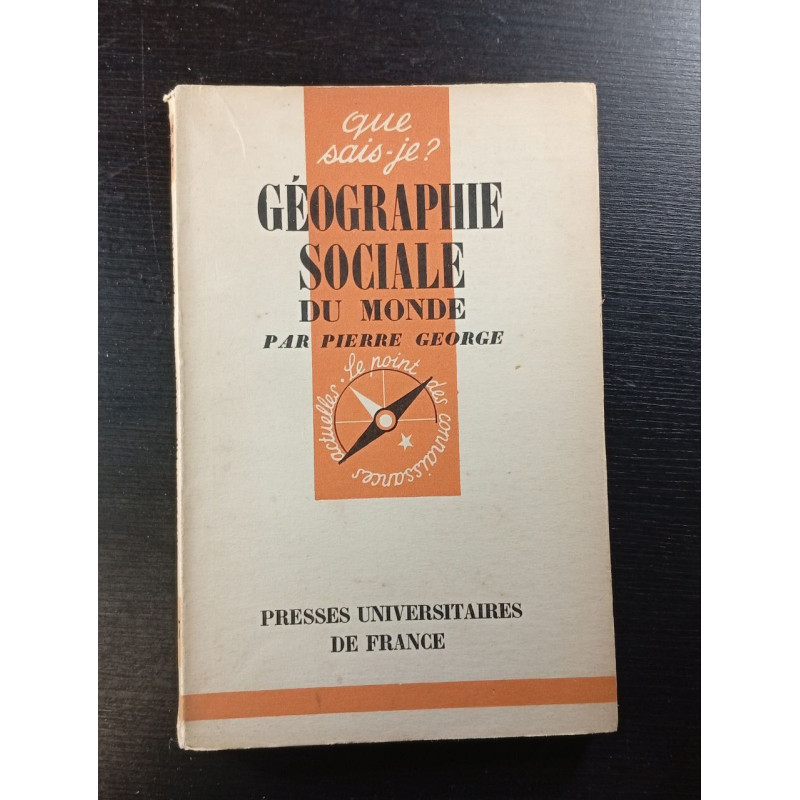 que
sais-je?
GÉOGRAPHIE
SOCIALE
DU MONDE
PAR PIERRE GEORGE
Le point des connaissances actuelles.
PRESSES UNIVERSITAIRES
DE FRANCE